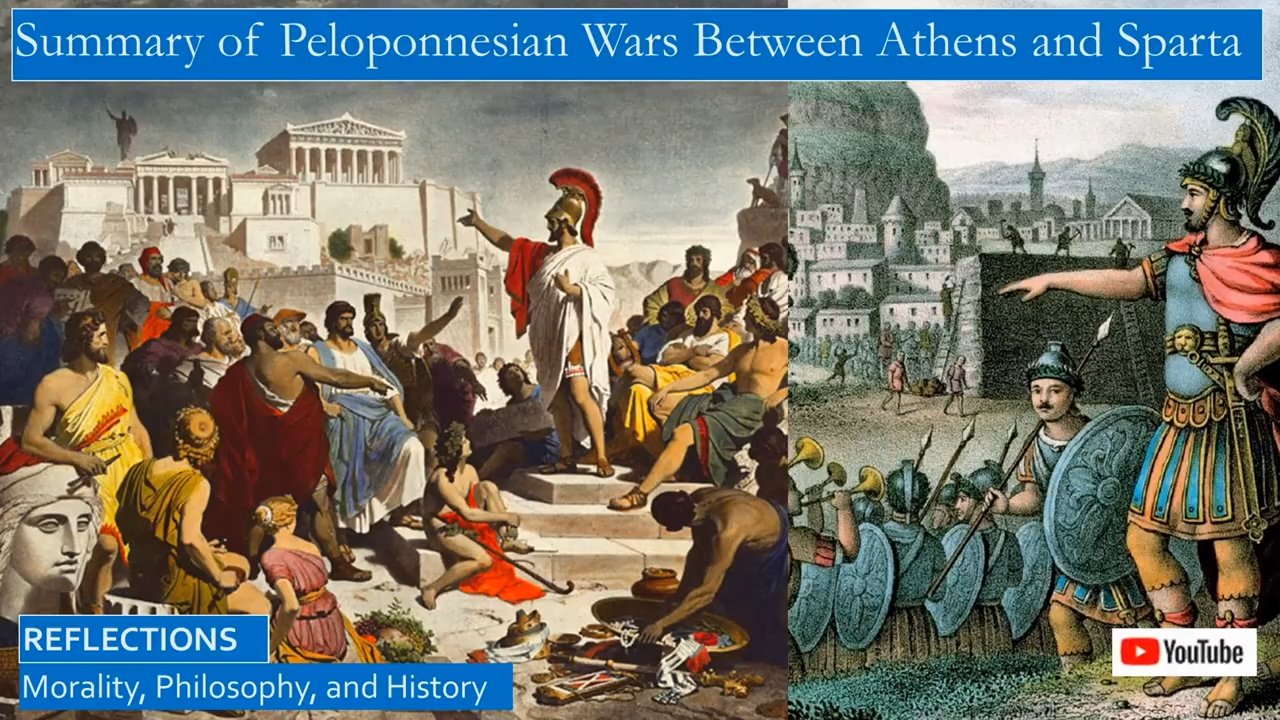 Summary of Peloponnesian Wars Between Athens and Sparta
REFLECTIONS
Morality, Philosophy, and History
YouTube